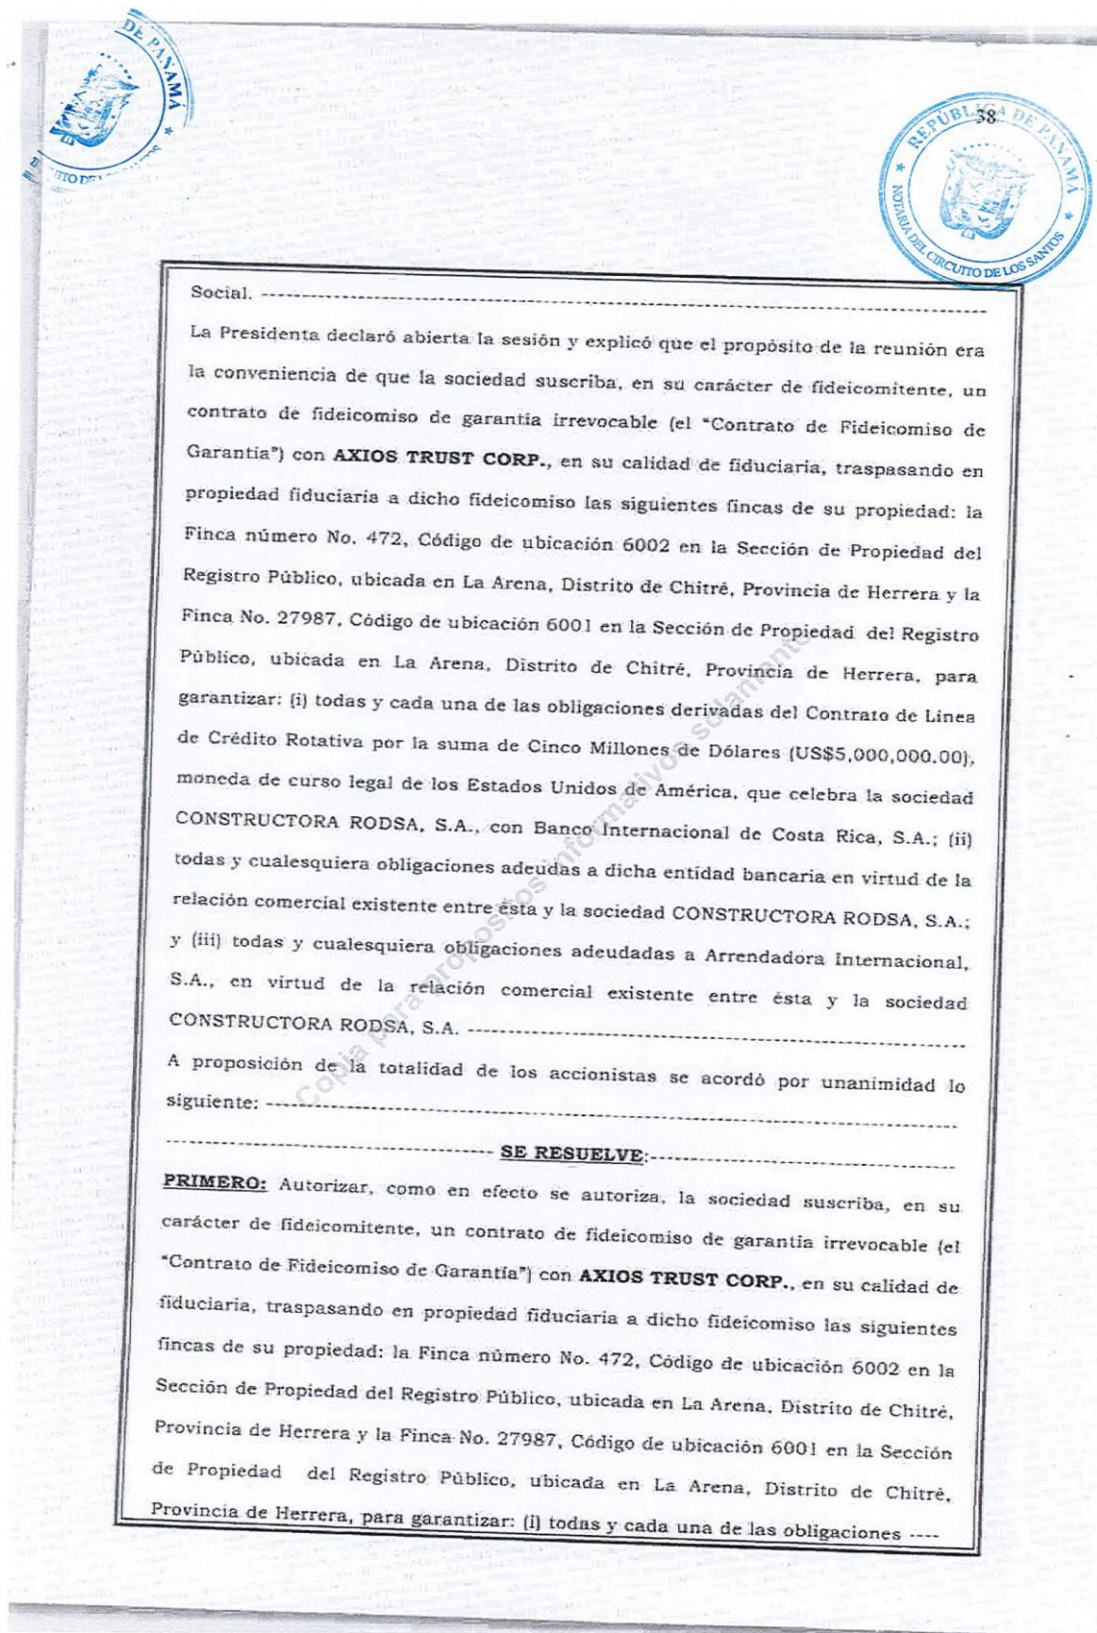 DE PANAMÁ
38
REPÚBLICA DE PANAMÁ
NOTARIA DEL CIRCUITO DE LOS SANTOS
Social. ----------------------------------------
La Presidenta declaró abierta la sesión y explicó que el propósito de la reunión era
la conveniencia de que la sociedad suscriba, en su carácter de fideicomitente, un
contrato de fideicomiso de garantía irrevocable (el "Contrato de Fideicomiso de
Garantía") con AXIOS TRUST CORP., en su calidad de fiduciaria, traspasando en
propiedad fiduciaria a dicho fideicomiso las siguientes fincas de su propiedad: la
Finca número No. 472, Código de ubicación 6002 en la Sección de Propiedad del
Registro Público, ubicada en La Arena, Distrito de Chitré, Provincia de Herrera y la
Finca No. 27987, Código de ubicación 6001 en la Sección de Propiedad del Registro
Público, ubicada en La Arena, Distrito de Chitré, Provincia de Herrera, para
garantizar: (i) todas y cada una de las obligaciones derivadas del Contrato de Línea
de Crédito Rotativa por la suma de Cinco Millones de Dólares (US$5,000,000.00),
moneda de curso legal de los Estados Unidos de América, que celebra la sociedad
CONSTRUCTORA RODSA, S.A., con Banco Internacional de Costa Rica, S.A.; (ii)
todas y cualesquiera obligaciones adeudas a dicha entidad bancaria en virtud de la
relación comercial existente entre ésta y la sociedad CONSTRUCTORA RODSA, S.A.;
y (iii) todas y cualesquiera obligaciones adeudadas a Arrendadora Internacional,
S.A., en virtud de la relación comercial existente entre ésta y la sociedad
CONSTRUCTORA RODSA, S.A. ----------------------------------------
A proposición de la totalidad de los accionistas se acordó por unanimidad lo
siguiente: ----------------------------------------
---------------------------------------- SE RESUELVE:----------------------------------------
PRIMERO: Autorizar, como en efecto se autoriza, la sociedad suscriba, en su
carácter de fideicomitente, un contrato de fideicomiso de garantía irrevocable (el
"Contrato de Fideicomiso de Garantía") con AXIOS TRUST CORP., en su calidad de
fiduciaria, traspasando en propiedad fiduciaria a dicho fideicomiso las siguientes
fincas de su propiedad: la Finca número No. 472, Código de ubicación 6002 en la
Sección de Propiedad del Registro Público, ubicada en La Arena, Distrito de Chitré,
Provincia de Herrera y la Finca No. 27987, Código de ubicación 6001 en la Sección
de Propiedad del Registro Público, ubicada en La Arena, Distrito de Chitré,
Provincia de Herrera, para garantizar: (i) todas y cada una de las obligaciones ----
Copia para propositos informativos solamente